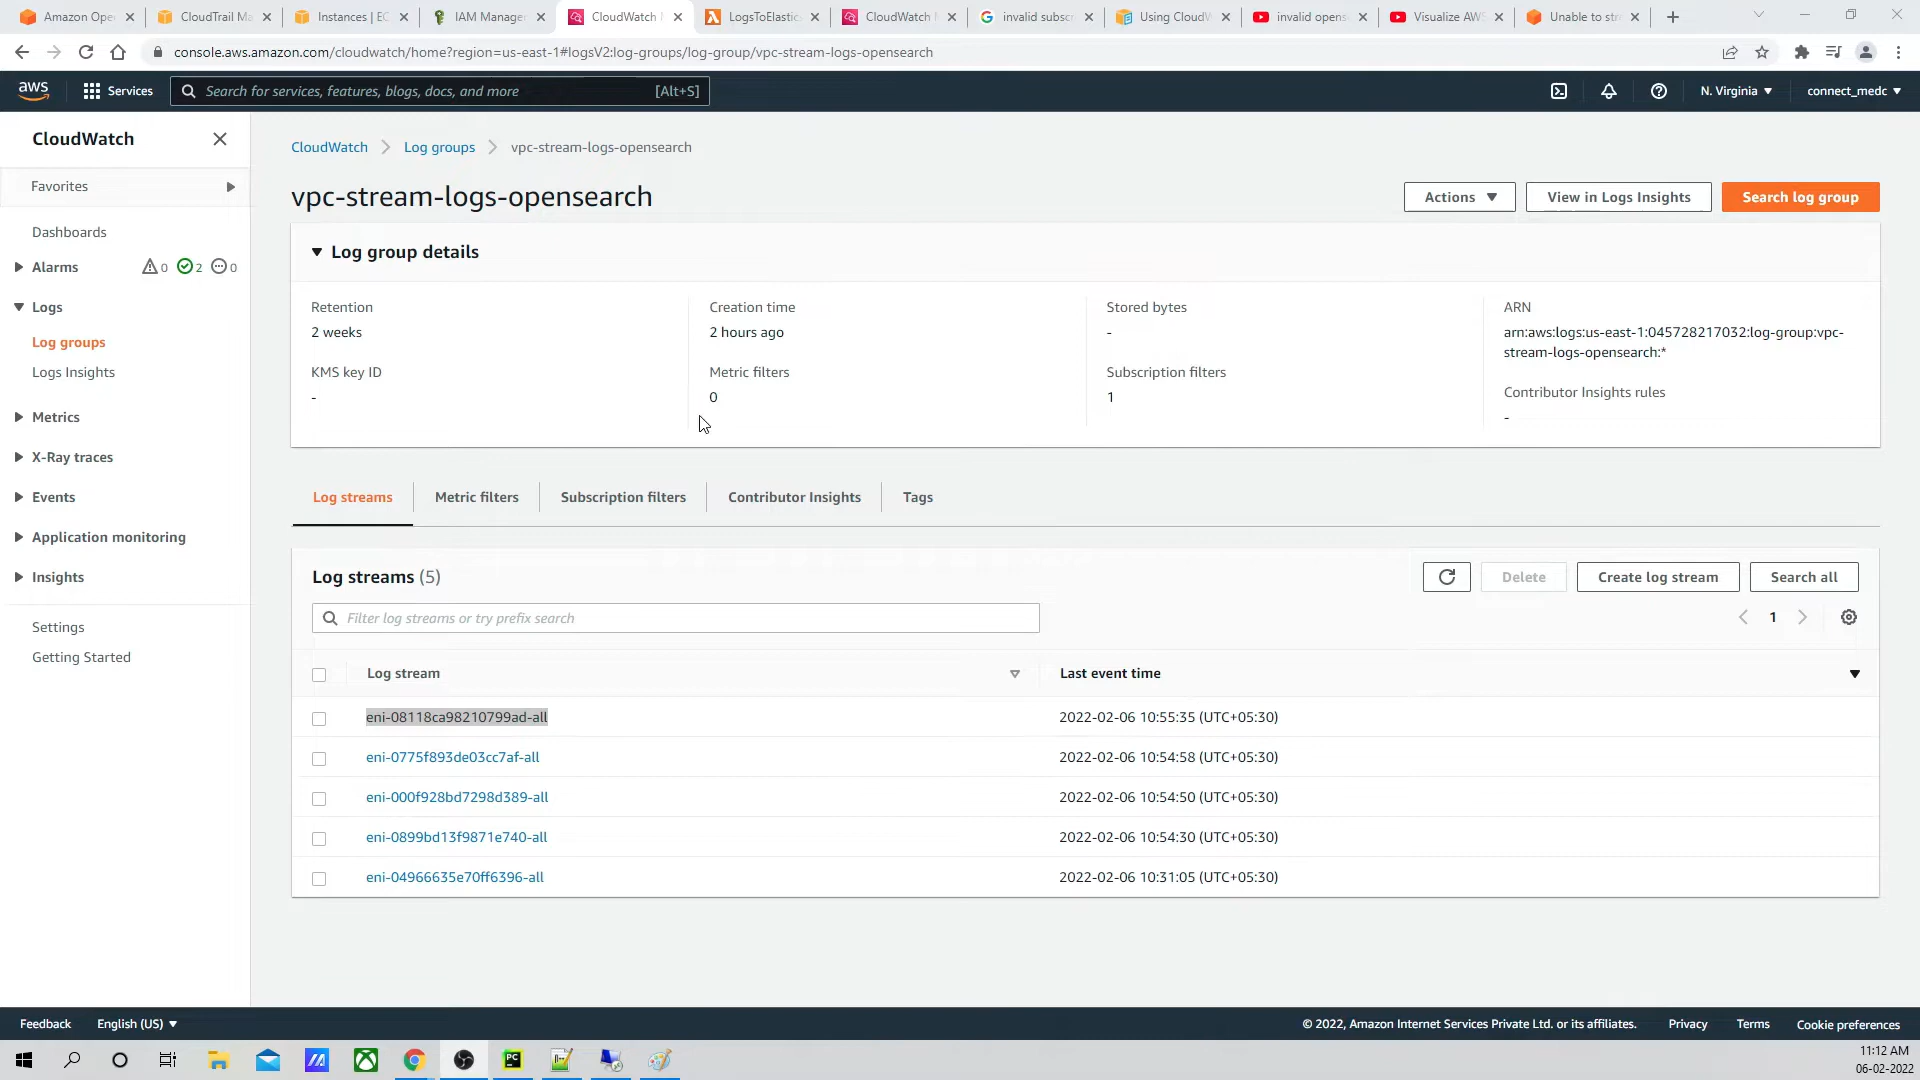 Amazon Ope
CloudTrail Ma
Instances | EC
IAM Manage
CloudWatch
LogsToElastic
CloudWatch
invalid subsc
Using CloudW
invalid opens
Visualize AWS
Unable to st
console.aws.amazon.com/cloudwatch/home?region=us-east-1#logsV2:log-groups/log-group/vpc-stream-logs-opensearch
aws
Services
Search for services, features, blogs, docs, and more
[Alt+S]
N. Virginia
connect_medc
CloudWatch
Favorites
Dashboards
Alarms
0
2
0
Logs
Log groups
Logs Insights
Metrics
X-Ray traces
Events
Application monitoring
Insights
Settings
Getting Started
CloudWatch
Log groups
vpc-stream-logs-opensearch
vpc-stream-logs-opensearch
Actions
View in Logs Insights
Search log group
Log group details
Retention
2 weeks
KMS key ID
-
Creation time
2 hours ago
Metric filters
0
Stored bytes
-
Subscription filters
1
ARN
arn:aws:logs:us-east-1:045728217032:log-group:vpc-
stream-logs-opensearch:*
Contributor Insights rules
-
Log streams
Metric filters
Subscription filters
Contributor Insights
Tags
Log streams (5)
Delete
Create log stream
Search all
Filter log streams or try prefix search
1
Log stream
Last event time
eni-08118ca98210799ad-all
2022-02-06 10:55:35 (UTC+05:30)
eni-0775f893de03cc7af-all
2022-02-06 10:54:58 (UTC+05:30)
eni-000f928bd7298d389-all
2022-02-06 10:54:50 (UTC+05:30)
eni-0899bd13f9871e740-all
2022-02-06 10:54:30 (UTC+05:30)
eni-04966635e70ff6396-all
2022-02-06 10:31:05 (UTC+05:30)
Feedback
English (US)
© 2022, Amazon Internet Services Private Ltd. or its affiliates.
Privacy
Terms
Cookie preferences
PC
11:12 AM
06-02-2022